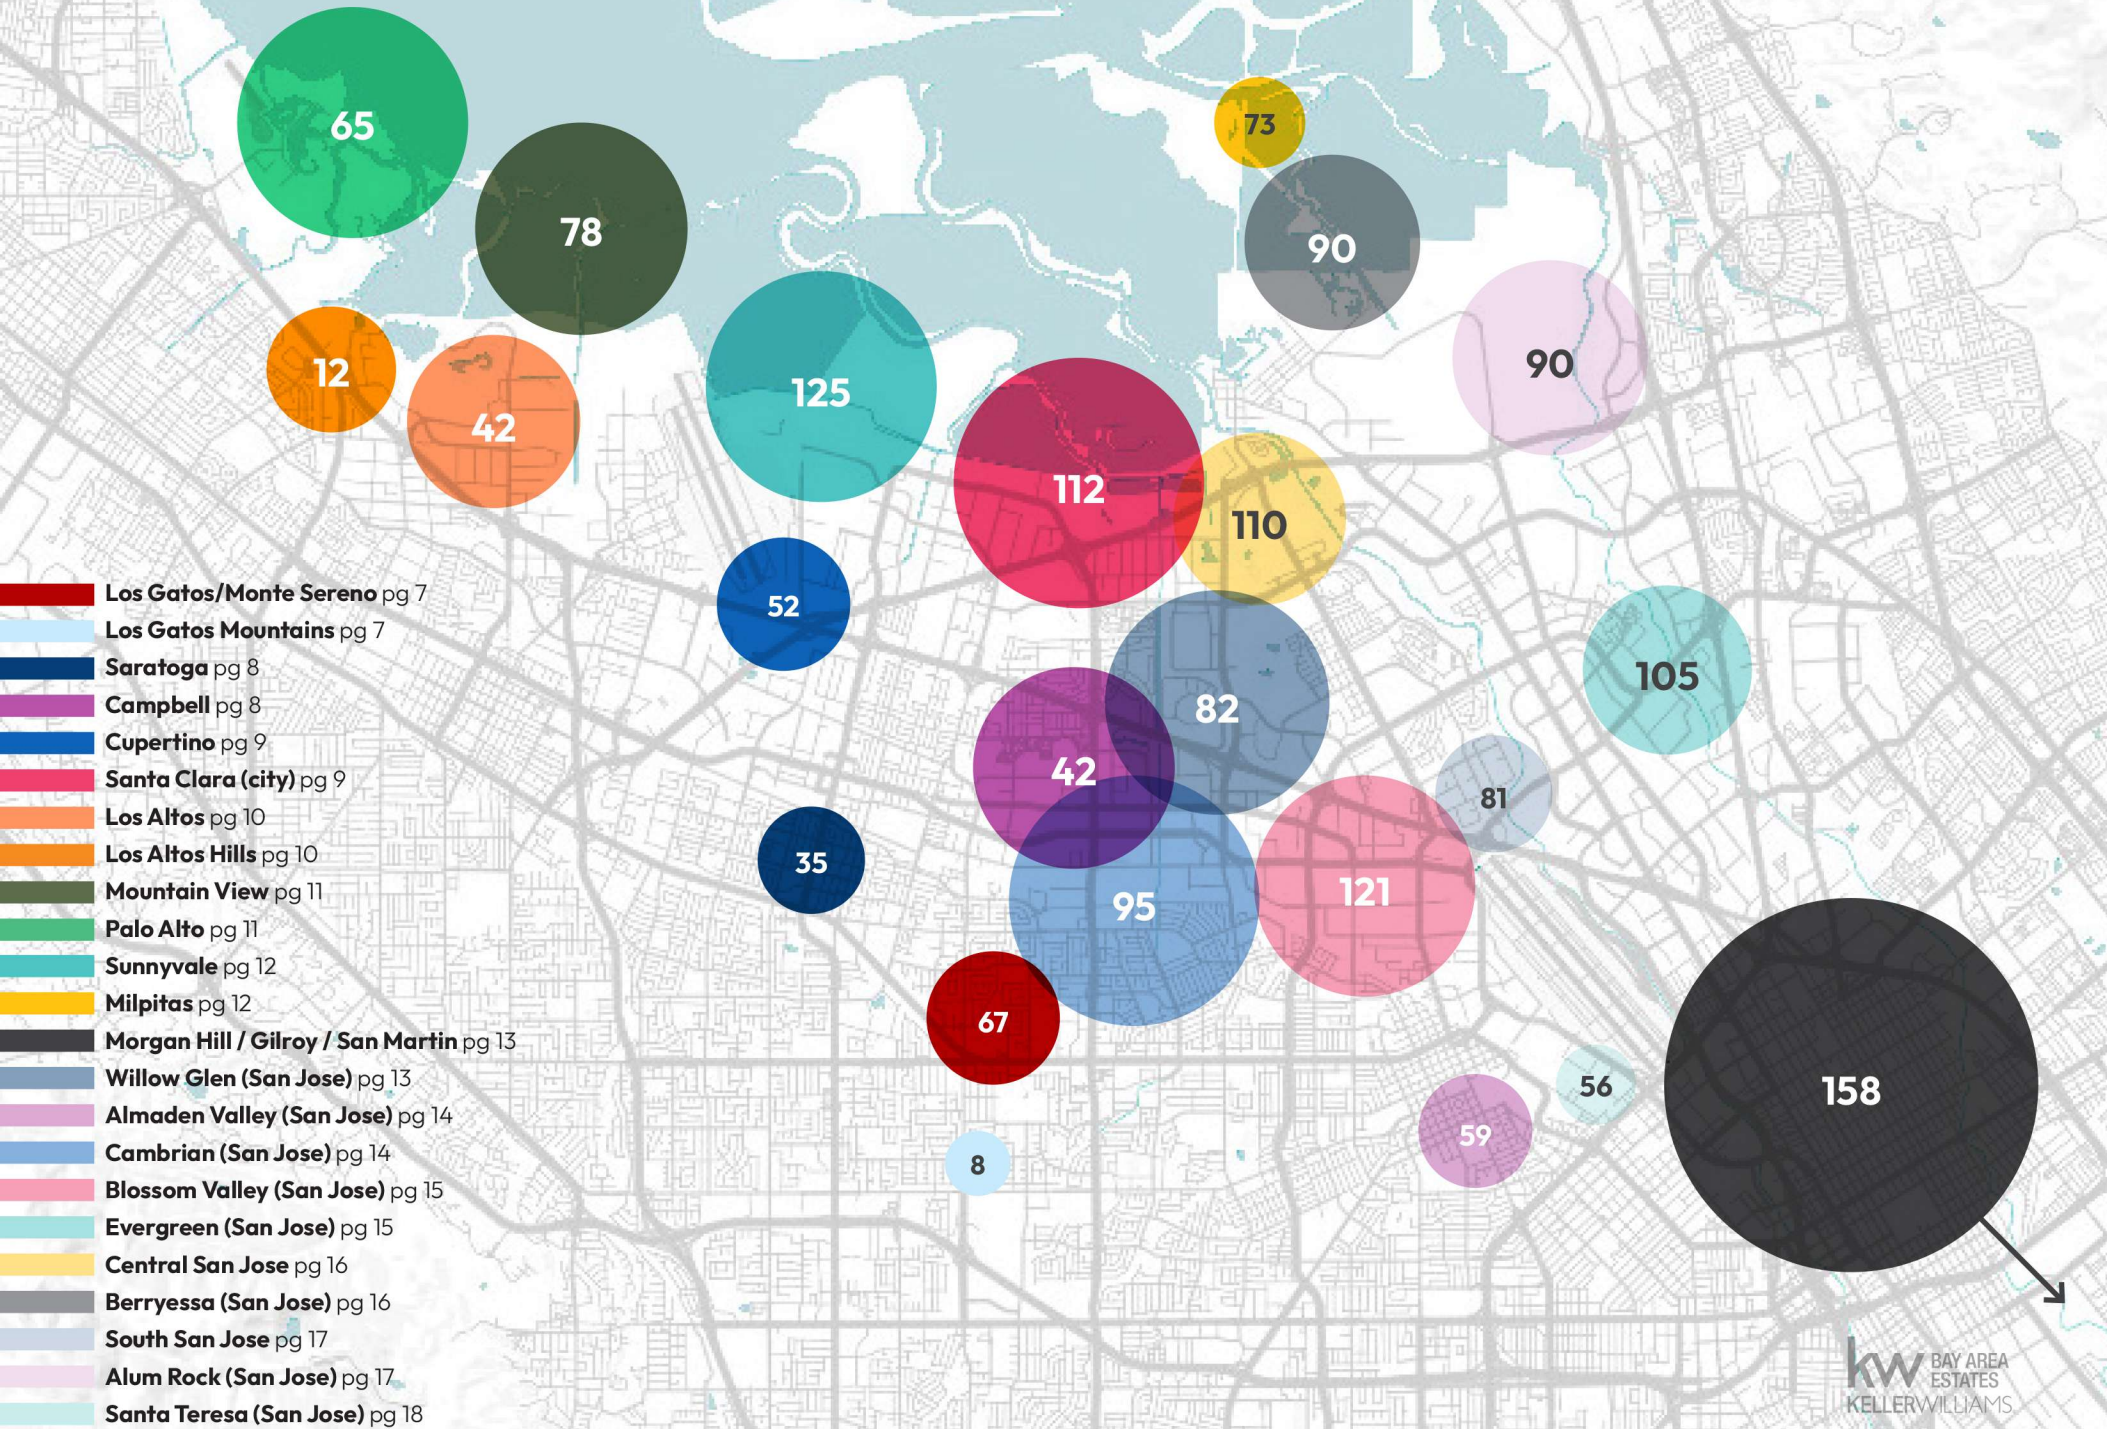 65
73
78
90
90
12
125
42
112
110
52
105
82
42
81
35
121
95
67
56
158
59
8
Los Gatos/Monte Sereno pg 7
Los Gatos Mountains pg 7
Saratoga pg 8
Campbell pg 8
Cupertino pg 9
Santa Clara (city) pg 9
Los Altos pg 10
Los Altos Hills pg 10
Mountain View pg 11
Palo Alto pg 11
Sunnyvale pg 12
Milpitas pg 12
Morgan Hill / Gilroy / San Martin pg 13
Willow Glen (San Jose) pg 13
Almaden Valley (San Jose) pg 14
Cambrian (San Jose) pg 14
Blossom Valley (San Jose) pg 15
Evergreen (San Jose) pg 15
Central San Jose pg 16
Berryessa (San Jose) pg 16
South San Jose pg 17
Alum Rock (San Jose) pg 17
Santa Teresa (San Jose) pg 18
kw BAY AREA
ESTATES
KELLERWILLIAMS